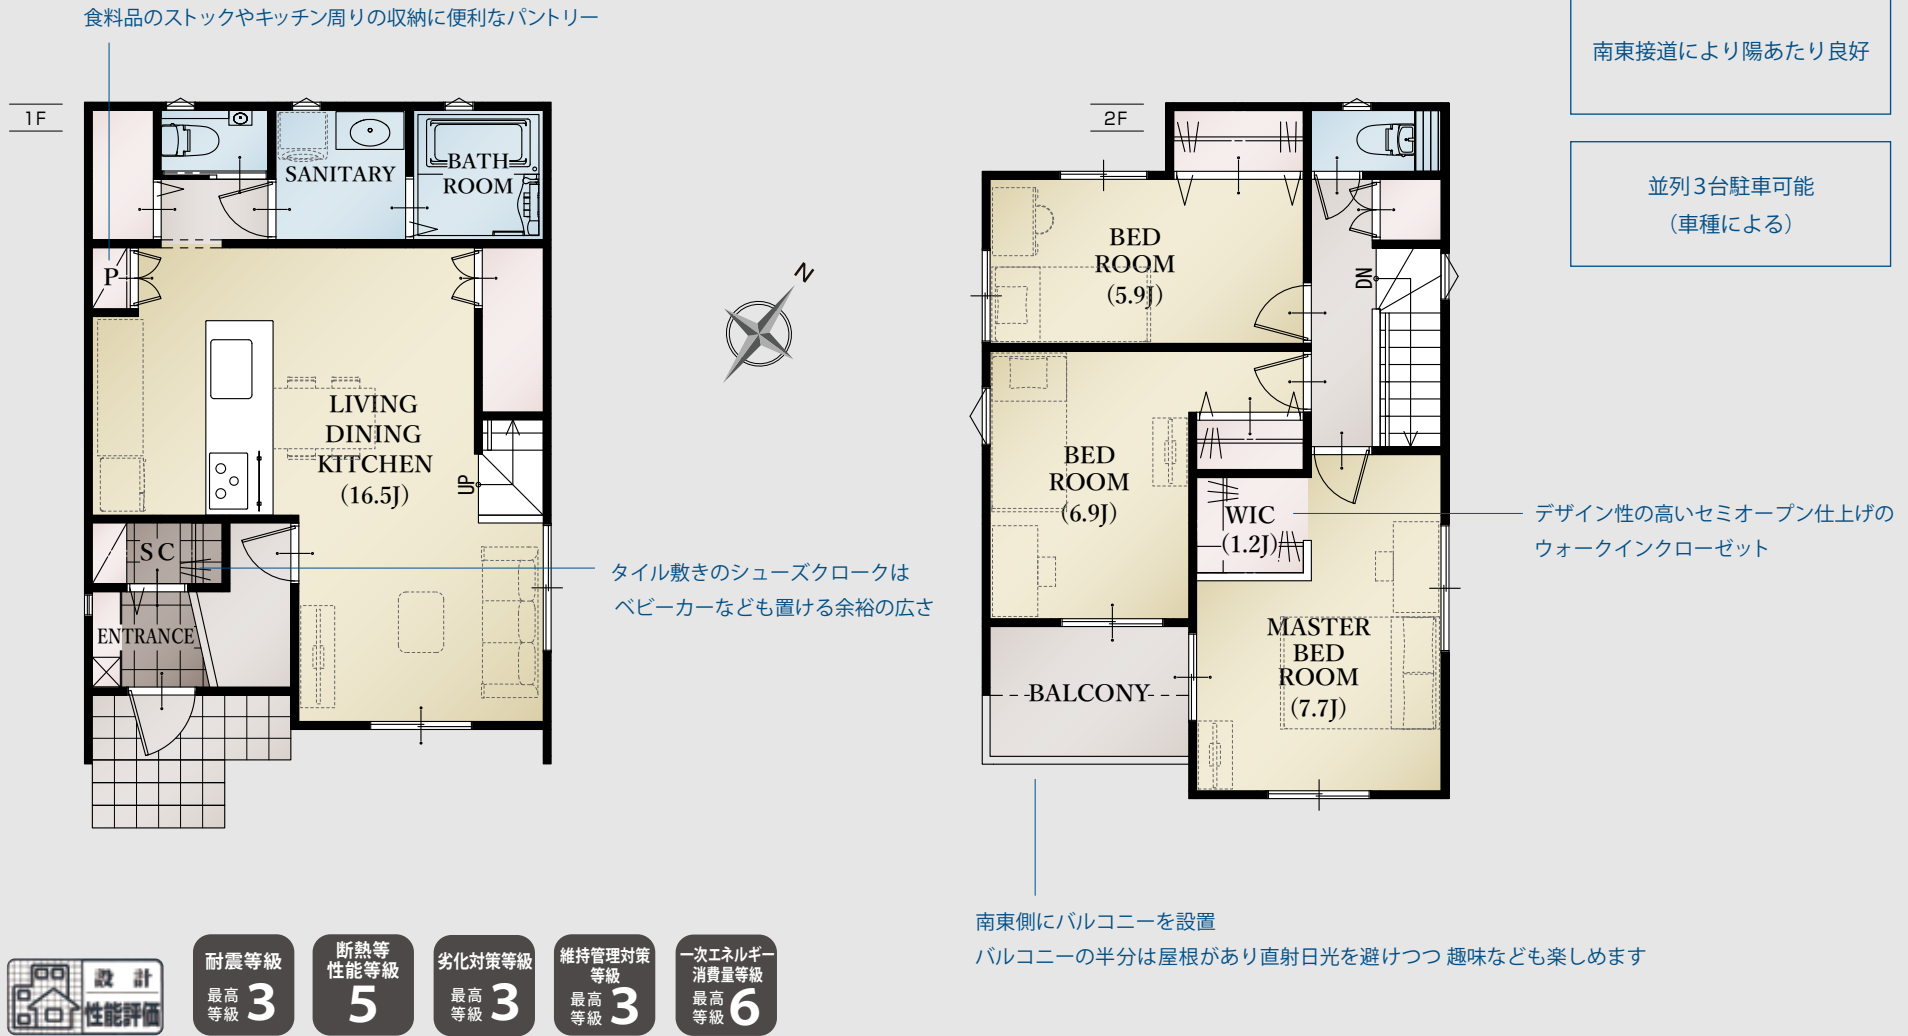 食料品のストックやキッチン周りの収納に便利なパントリー
南東接道により陽あたり良好
並列3台駐車可能
（車種による）
1F
SANITARY
BATH
ROOM
P
LIVING
DINING
KITCHEN
(16.5J)
UP
SC
ENTRANCE
タイル敷きのシューズクロークは
ベビーカーなども置ける余裕の広さ
N
2F
BED
ROOM
(5.9J)
DN
BED
ROOM
(6.9J)
WIC
(1.2J)
デザイン性の高いセミオープン仕上げの
ウォークインクローゼット
MASTER
BED
ROOM
(7.7J)
BALCONY
南東側にバルコニーを設置
バルコニーの半分は屋根があり直射日光を避けつつ 趣味なども楽しめます
設計
性能評価
耐震等級
最高
等級 3
断熱等
性能等級
5
劣化対策等級
最高
等級 3
維持管理対策
等級
最高
等級 3
一次エネルギー
消費量等級
最高
等級 6